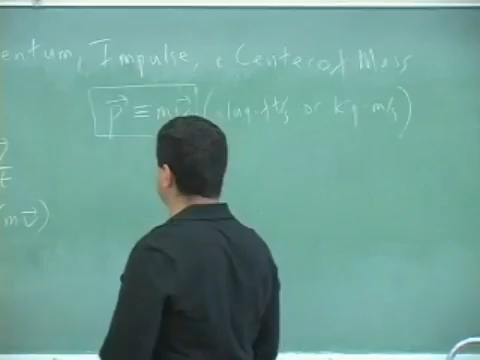 entum, Impulse, & Center of Mass
p⃗ ≡ mv⃗ (slug·ft/s or kg·m/s)
(mv⃗)